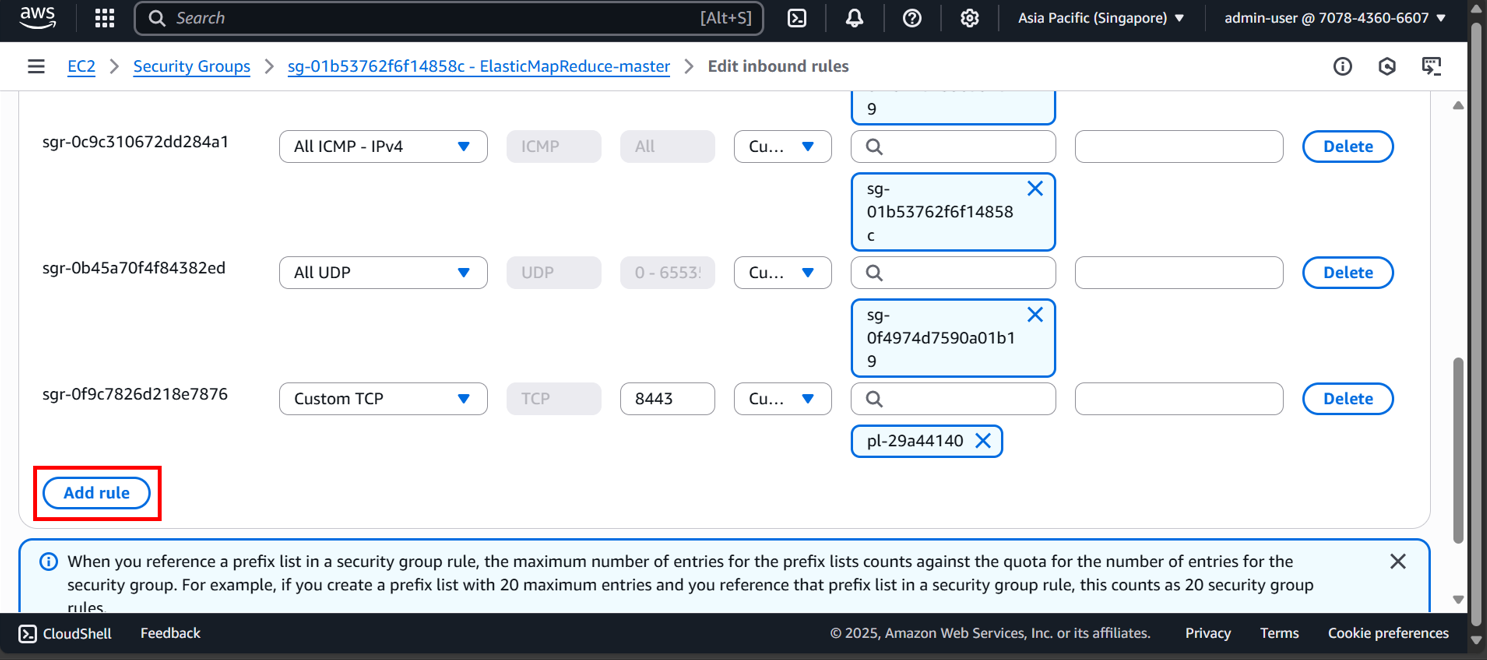 aws
Search
[Alt+S]
Asia Pacific (Singapore)
admin-user @ 7078-4360-6607
EC2
Security Groups
sg-01b53762f6f14858c - ElasticMapReduce-master
Edit inbound rules
9
sgr-0c9c310672dd284a1
All ICMP - IPv4
ICMP
All
Cu...
Delete
sg-
01b53762f6f14858
c
sgr-0b45a70f4f84382ed
All UDP
UDP
0 - 6553
Cu...
Delete
sg-
0f4974d7590a01b1
9
sgr-0f9c7826d218e7876
Custom TCP
TCP
8443
Cu...
Delete
pl-29a44140
Add rule
When you reference a prefix list in a security group rule, the maximum number of entries for the prefix lists counts against the quota for the number of entries for the
security group. For example, if you create a prefix list with 20 maximum entries and you reference that prefix list in a security group rule, this counts as 20 security group
rules.
CloudShell
Feedback
© 2025, Amazon Web Services, Inc. or its affiliates.
Privacy
Terms
Cookie preferences